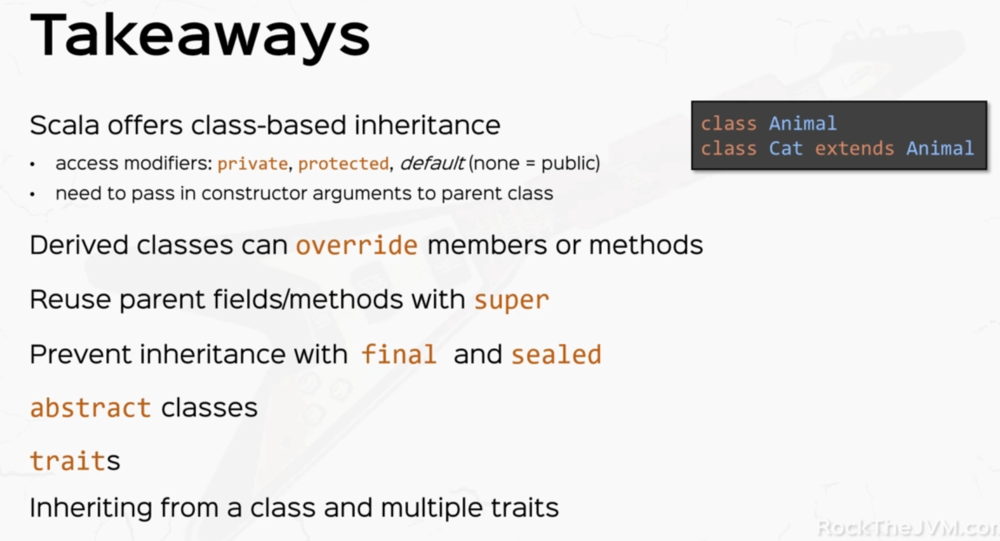 Takeaways
Scala offers class-based inheritance
• access modifiers: private, protected, default (none = public)
• need to pass in constructor arguments to parent class
class Animal
class Cat extends Animal
Derived classes can override members or methods
Reuse parent fields/methods with super
Prevent inheritance with final and sealed
abstract classes
traits
Inheriting from a class and multiple traits
RockTheJVM.com